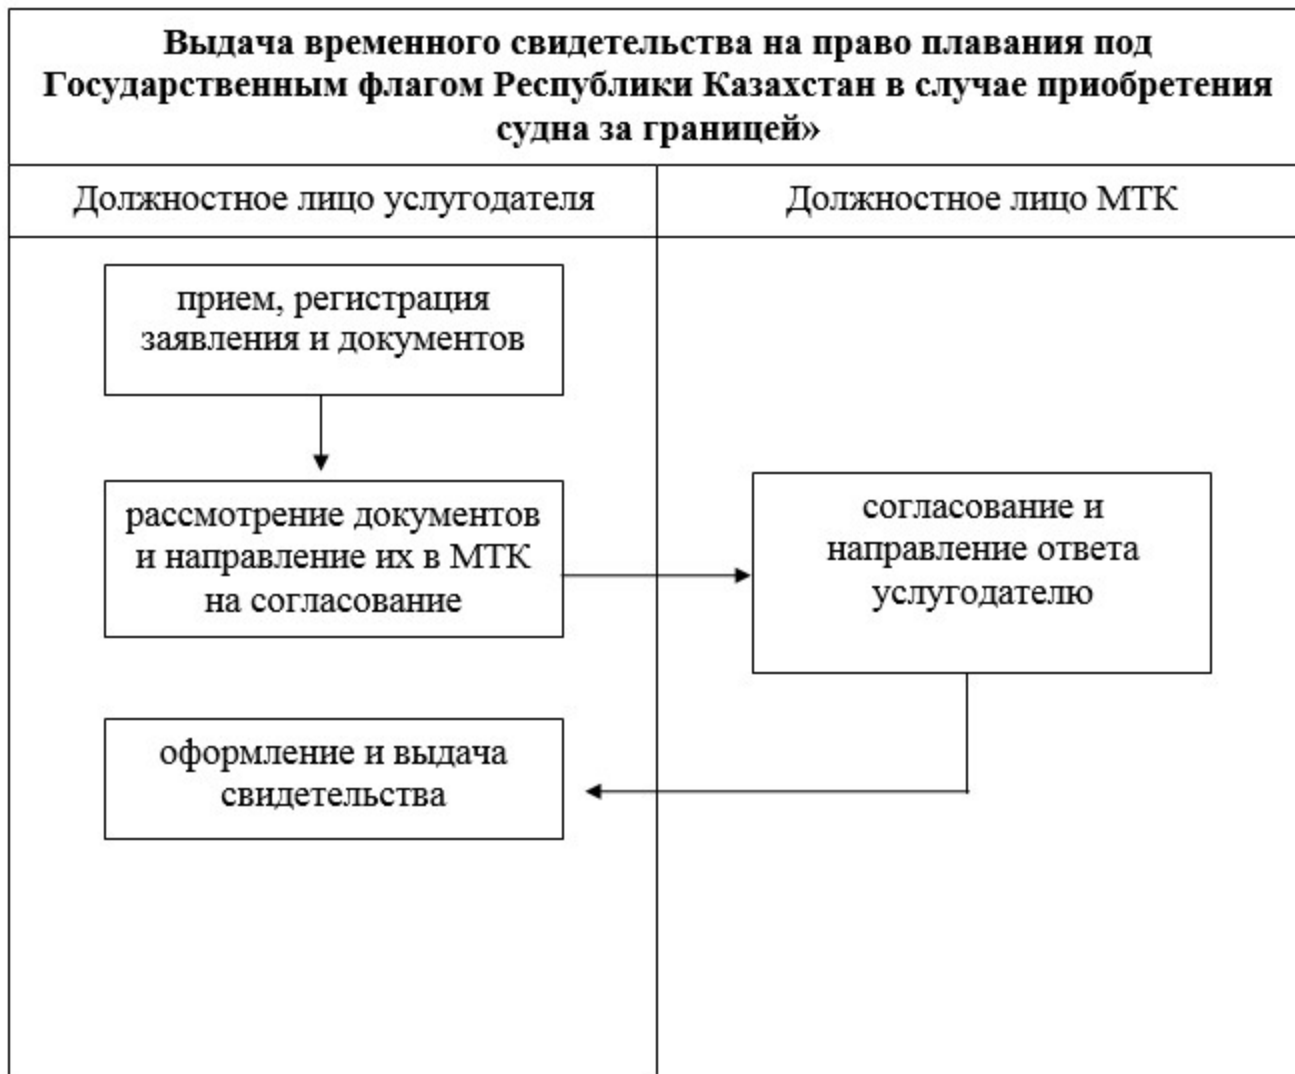 Выдача временного свидетельства на право плавания под
Государственным флагом Республики Казахстан в случае приобретения
судна за границей»
Должностное лицо услугодателя
Должностное лицо МТК
прием, регистрация
заявления и документов
рассмотрение документов
и направление их в МТК
на согласование
согласование и
направление ответа
услугодателю
оформление и выдача
свидетельства